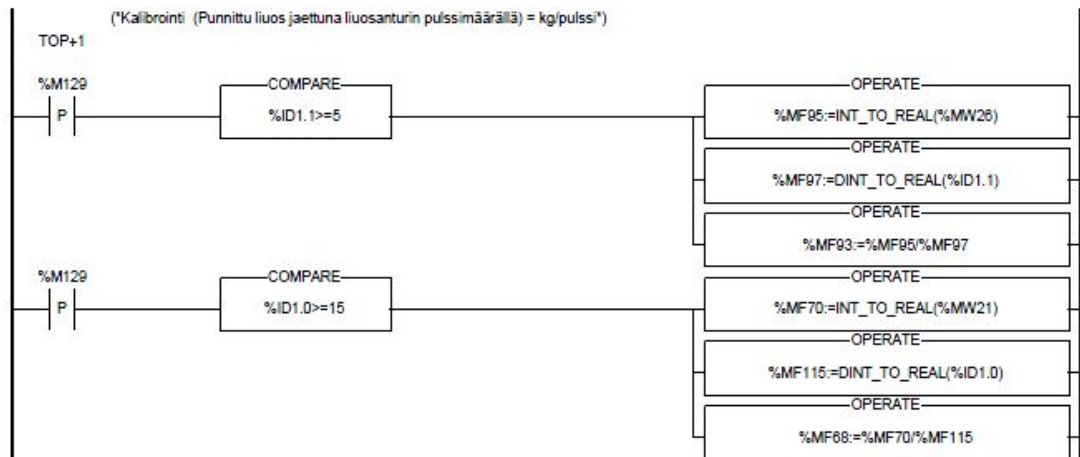 (*Kalibrointi (Punnittu liuos jaettuna liuosanturin pulssimäärällä) = kg/pulssi*)
TOP+1
%M129
COMPARE
OPERATE
P
%ID1.1>=5
%MF95:=INT_TO_REAL(%MW26)
OPERATE
%MF97:=DINT_TO_REAL(%ID1.1)
OPERATE
%MF93:=%MF95/%MF97
%M129
COMPARE
OPERATE
P
%ID1.0>=15
%MF70:=INT_TO_REAL(%MW21)
OPERATE
%MF115:=DINT_TO_REAL(%ID1.0)
OPERATE
%MF68:=%MF70/%MF115